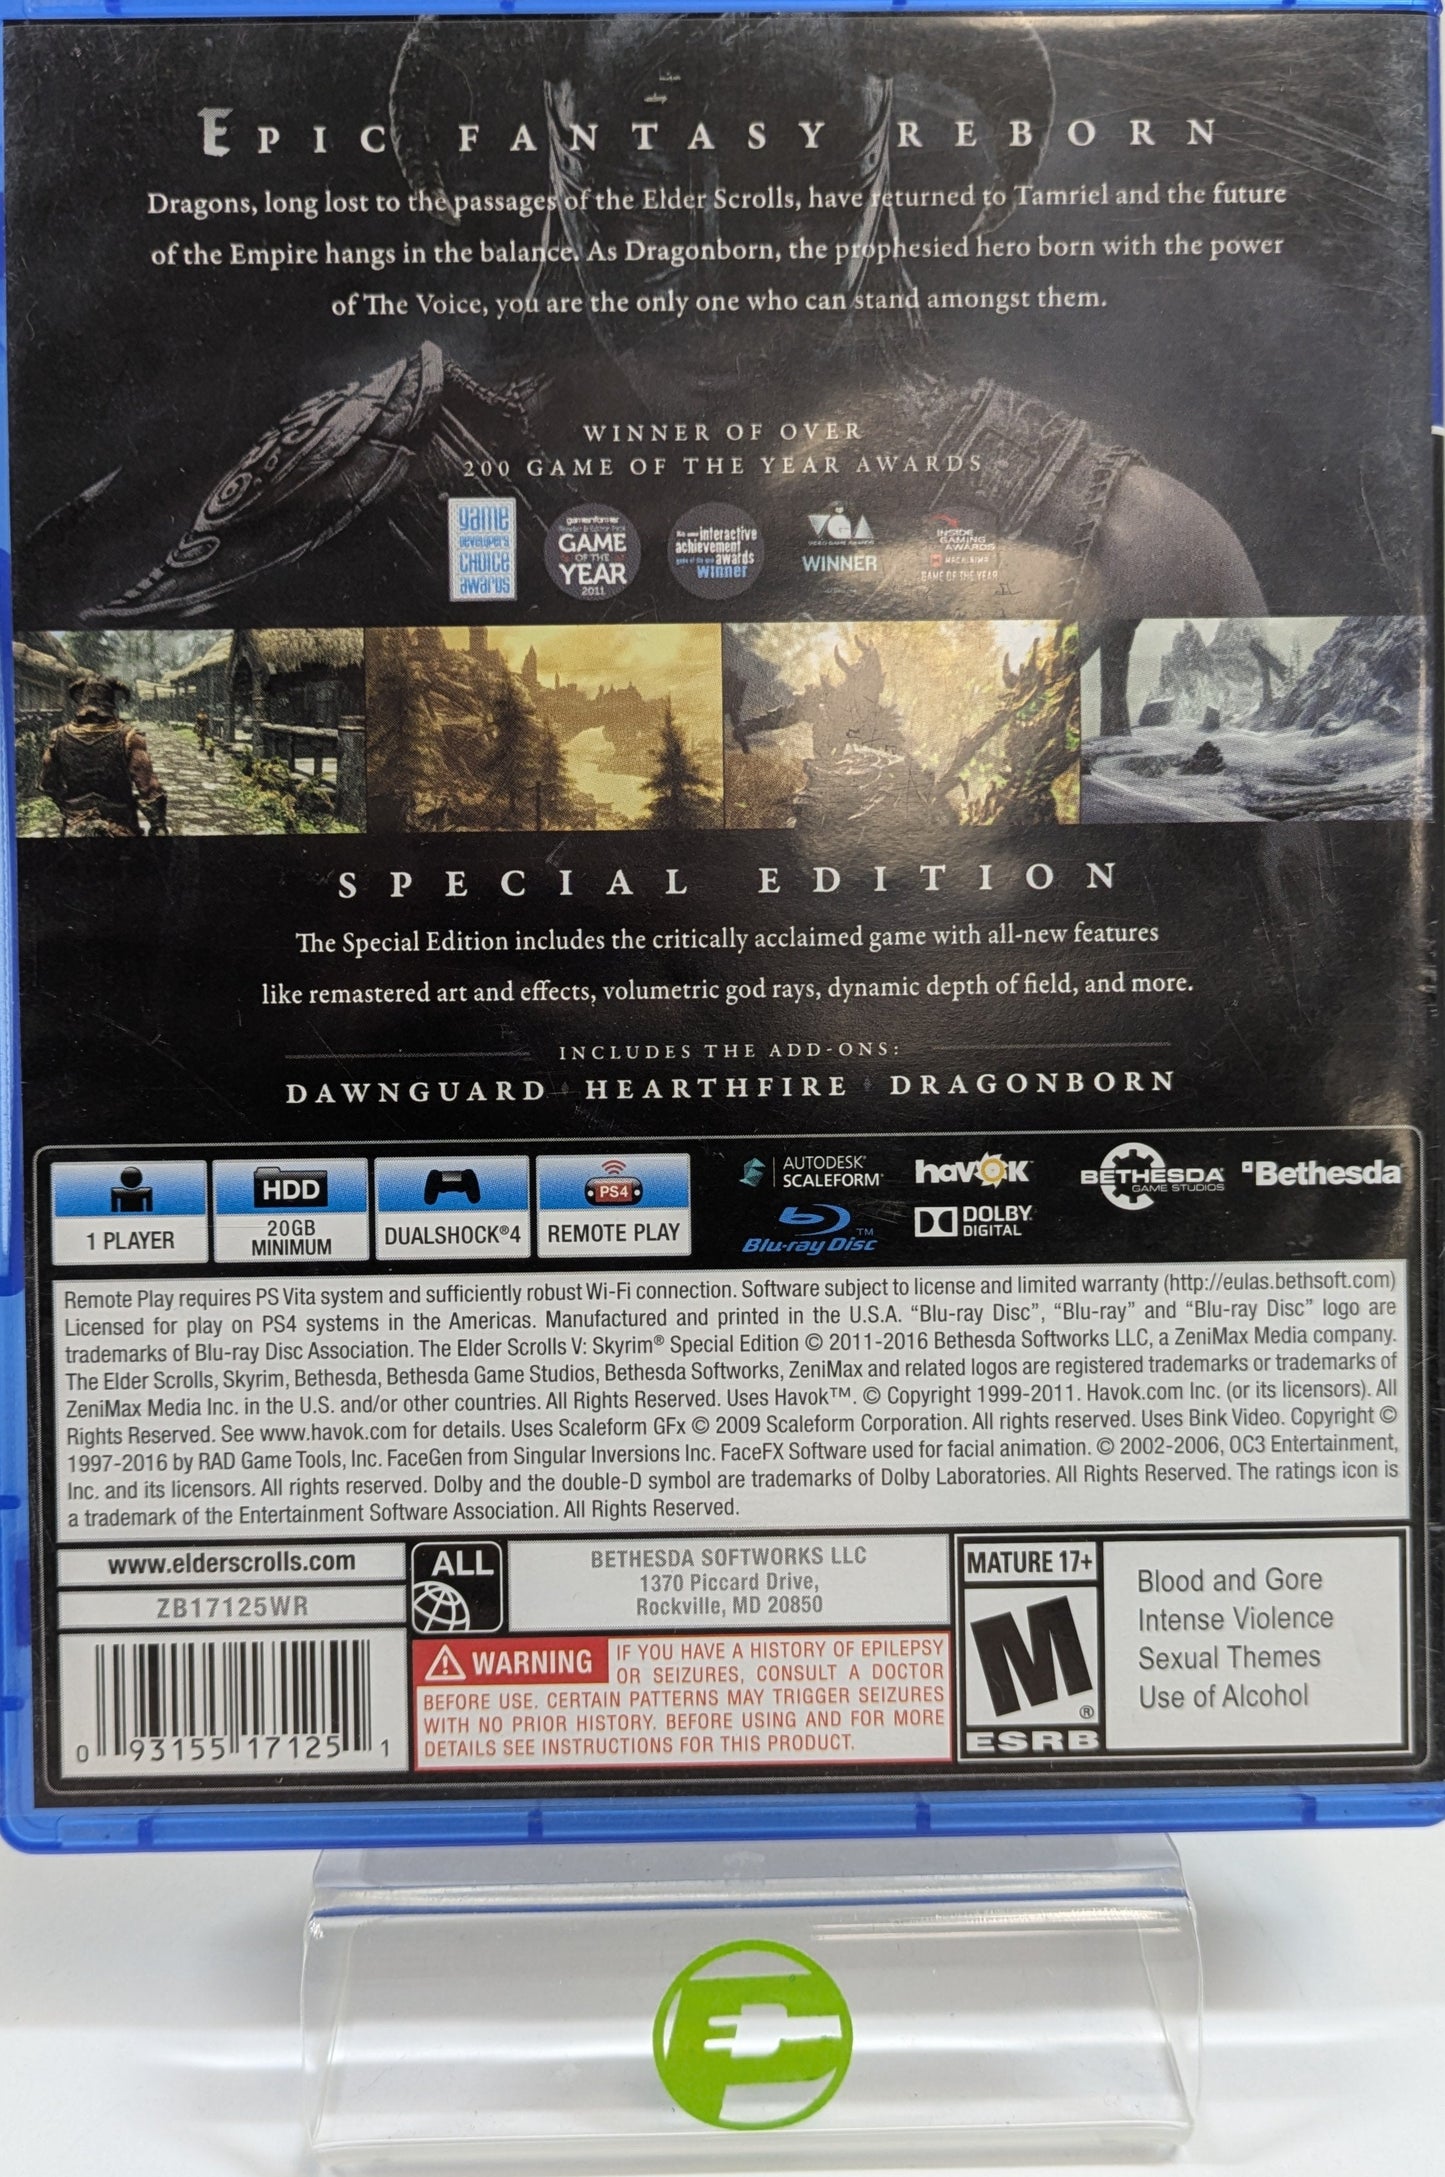 EPIC FANTASY REBORN
Dragons, long lost to the passages of the Elder Scrolls, have returned to Tamriel and the future
of the Empire hangs in the balance. As Dragonborn, the prophesied hero born with the power
of The Voice, you are the only one who can stand amongst them.
WINNER OF OVER
200 GAME OF THE YEAR AWARDS
game
developers
CHOICE
awards
gameinformer
GAME
OF THE
YEAR
2011
interactive
achievement
awards
winner
VGA
VIDEO GAME AWARDS
WINNER
INSIDE
GAMING
AWARDS
MACHINIMA
GAME OF THE YEAR
SPECIAL EDITION
The Special Edition includes the critically acclaimed game with all-new features
like remastered art and effects, volumetric god rays, dynamic depth of field, and more.
INCLUDES THE ADD-ONS:
DAWNGUARD HEARTHFIRE DRAGONBORN
1 PLAYER
HDD
20GB
MINIMUM
DUALSHOCK®4
PS4
REMOTE PLAY
AUTODESK®
SCALEFORM®
havok
BETHESDA
GAME STUDIOS
Bethesda
Blu-ray Disc™
DOLBY
DIGITAL
Remote Play requires PS Vita system and sufficiently robust Wi-Fi connection. Software subject to license and limited warranty (http://eulas.bethsoft.com)
Licensed for play on PS4 systems in the Americas. Manufactured and printed in the U.S.A. “Blu-ray Disc”, “Blu-ray” and “Blu-ray Disc” logo are
trademarks of Blu-ray Disc Association. The Elder Scrolls V: Skyrim® Special Edition © 2011-2016 Bethesda Softworks LLC, a ZeniMax Media company.
The Elder Scrolls, Skyrim, Bethesda, Bethesda Game Studios, Bethesda Softworks, ZeniMax and related logos are registered trademarks or trademarks of
ZeniMax Media Inc. in the U.S. and/or other countries. All Rights Reserved. Uses Havok™. © Copyright 1999-2011. Havok.com Inc. (or its licensors). All
Rights Reserved. See www.havok.com for details. Uses Scaleform GFx © 2009 Scaleform Corporation. All rights reserved. Uses Bink Video. Copyright ©
1997-2016 by RAD Game Tools, Inc. FaceGen from Singular Inversions Inc. FaceFX Software used for facial animation. © 2002-2006, OC3 Entertainment,
Inc. and its licensors. All rights reserved. Dolby and the double-D symbol are trademarks of Dolby Laboratories. All Rights Reserved. The ratings icon is
a trademark of the Entertainment Software Association. All Rights Reserved.
www.elderscrolls.com
ZB17125WR
0 93155 17125 1
ALL
BETHESDA SOFTWORKS LLC
1370 Piccard Drive,
Rockville, MD 20850
WARNING IF YOU HAVE A HISTORY OF EPILEPSY
OR SEIZURES, CONSULT A DOCTOR
BEFORE USE. CERTAIN PATTERNS MAY TRIGGER SEIZURES
WITH NO PRIOR HISTORY. BEFORE USING AND FOR MORE
DETAILS SEE INSTRUCTIONS FOR THIS PRODUCT.
MATURE 17+
M®
ESRB
Blood and Gore
Intense Violence
Sexual Themes
Use of Alcohol